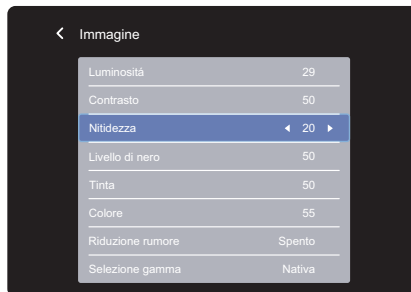 Immagine
Luminositá 29
Contrasto 50
Nitidezza 20
Livello di nero 50
Tinta 50
Colore 55
Riduzione rumore Spento
Selezione gamma Nativa